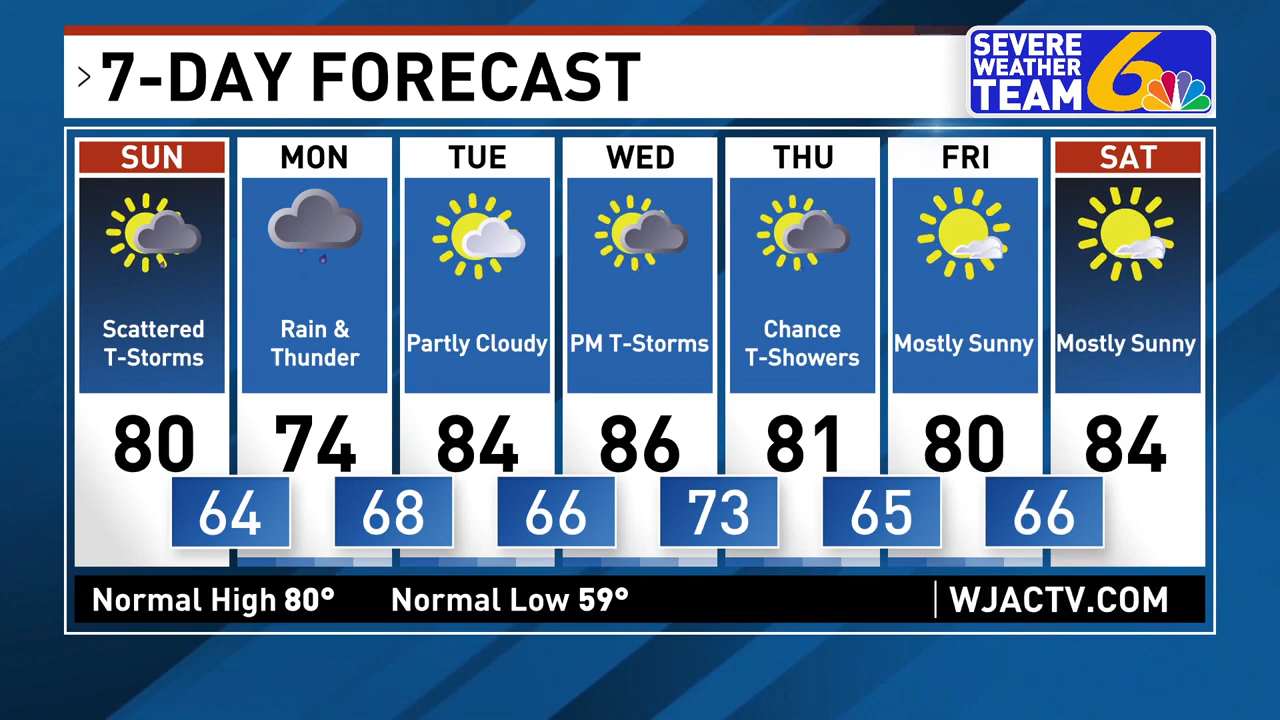 > 7-DAY FORECAST
SEVERE
WEATHER
TEAM
6
SUN MON TUE WED THU FRI SAT
Scattered
T-Storms
Rain &
Thunder
Partly Cloudy
PM T-Storms
Chance
T-Showers
Mostly Sunny
Mostly Sunny
80 74 84 86 81 80 84
64 68 66 73 65 66
Normal High 80° Normal Low 59° | WJACTV.COM